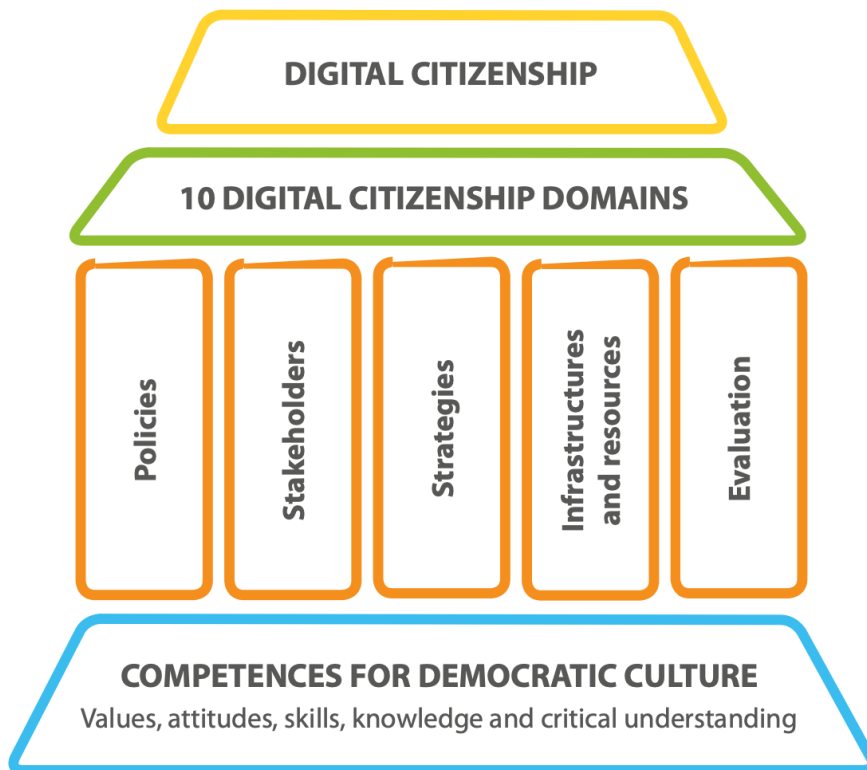 DIGITAL CITIZENSHIP
10 DIGITAL CITIZENSHIP DOMAINS
Policies
Stakeholders
Strategies
Infrastructures
and resources
Evaluation
COMPETENCES FOR DEMOCRATIC CULTURE
Values, attitudes, skills, knowledge and critical understanding